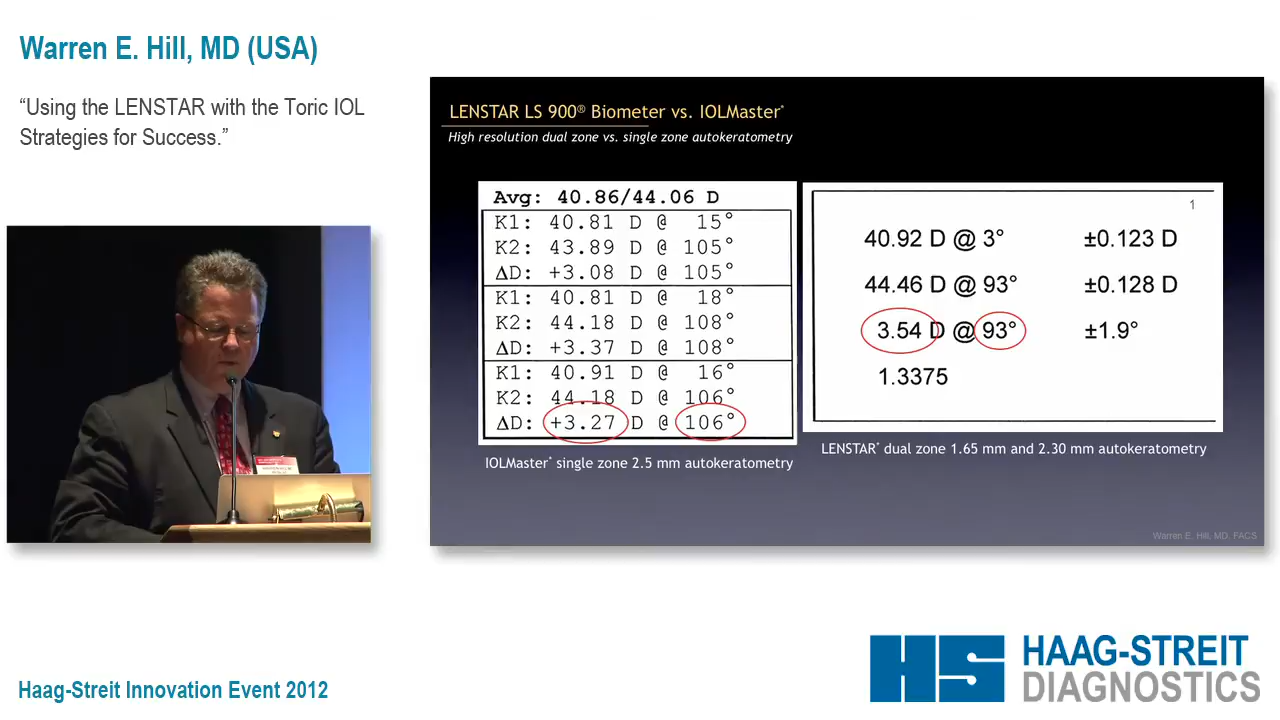 Warren E. Hill, MD (USA)
“Using the LENSTAR with the Toric IOL
Strategies for Success.”
LENSTAR LS 900® Biometer vs. IOLMaster*
High resolution dual zone vs. single zone autokeratometry
Avg: 40.86/44.06 D
K1: 40.81 D @ 15°
K2: 43.89 D @ 105°
ΔD: +3.08 D @ 105°
K1: 40.81 D @ 18°
K2: 44.18 D @ 108°
ΔD: +3.37 D @ 108°
K1: 40.91 D @ 16°
K2: 44.18 D @ 106°
ΔD: +3.27 D @ 106°
IOLMaster* single zone 2.5 mm autokeratometry
1
40.92 D @ 3° ±0.123 D
44.46 D @ 93° ±0.128 D
3.54 D @ 93° ±1.9°
1.3375
LENSTAR* dual zone 1.65 mm and 2.30 mm autokeratometry
Warren E. Hill, MD, FACS
Haag-Streit Innovation Event 2012
HS HAAG-STREIT
DIAGNOSTICS